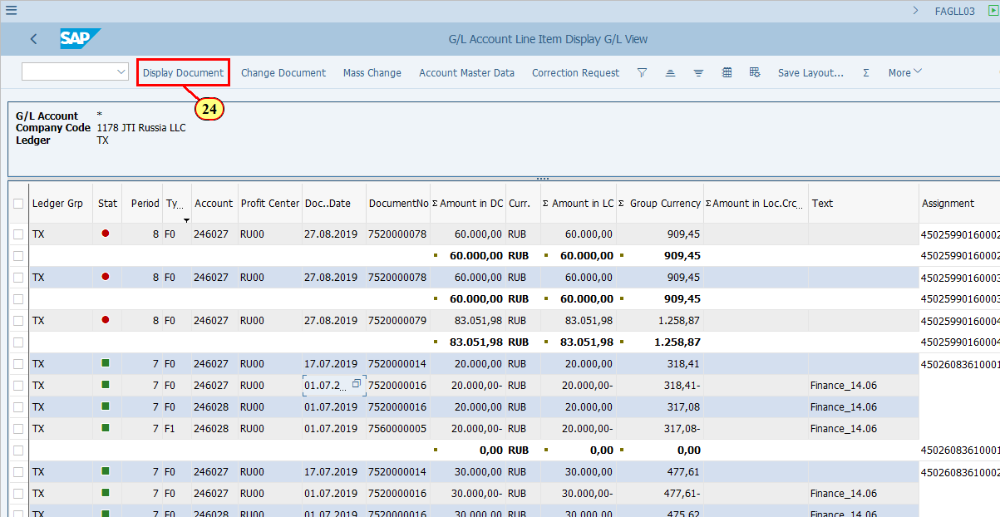 FAGLL03
SAP G/L Account Line Item Display G/L View
Display Document Change Document Mass Change Account Master Data Correction Request Save Layout... Σ More
24
G/L Account *
Company Code 1178 JTI Russia LLC
Ledger TX
Ledger Grp Stat Period Ty... Account Profit Center Doc..Date DocumentNo Σ Amount in DC Curr. Σ Amount in LC Σ Group Currency Σ Amount in Loc.Crc... Text Assignment
TX 8 F0 246027 RU00 27.08.2019 7520000078 60.000,00 RUB 60.000,00 909,45 45025990160002
60.000,00 RUB 60.000,00 909,45 45025990160002
TX 8 F0 246027 RU00 27.08.2019 7520000078 60.000,00 RUB 60.000,00 909,45 45025990160003
60.000,00 RUB 60.000,00 909,45 45025990160003
TX 8 F0 246027 RU00 27.08.2019 7520000079 83.051,98 RUB 83.051,98 1.258,87 45025990160004
83.051,98 RUB 83.051,98 1.258,87 45025990160004
TX 7 F0 246027 RU00 17.07.2019 7520000014 20.000,00 RUB 20.000,00 318,41 45026083610001
TX 7 F0 246027 RU00 01.07.2... 7520000016 20.000,00- RUB 20.000,00- 318,41- Finance_14.06
TX 7 F0 246028 RU00 01.07.2019 7520000016 20.000,00 RUB 20.000,00 317,08 Finance_14.06
TX 7 F1 246028 RU00 01.07.2019 7560000005 20.000,00- RUB 20.000,00- 317,08- Finance_14.06
0,00 RUB 0,00 0,00 45026083610001
TX 7 F0 246027 RU00 17.07.2019 7520000014 30.000,00 RUB 30.000,00 477,61 45026083610002
TX 7 F0 246027 RU00 01.07.2019 7520000016 30.000,00- RUB 30.000,00- 477,61- Finance_14.06
TX 7 F0 246028 RU00 01.07.2019 7520000016 30.000,00 RUB 30.000,00 475,62 Finance_14.06